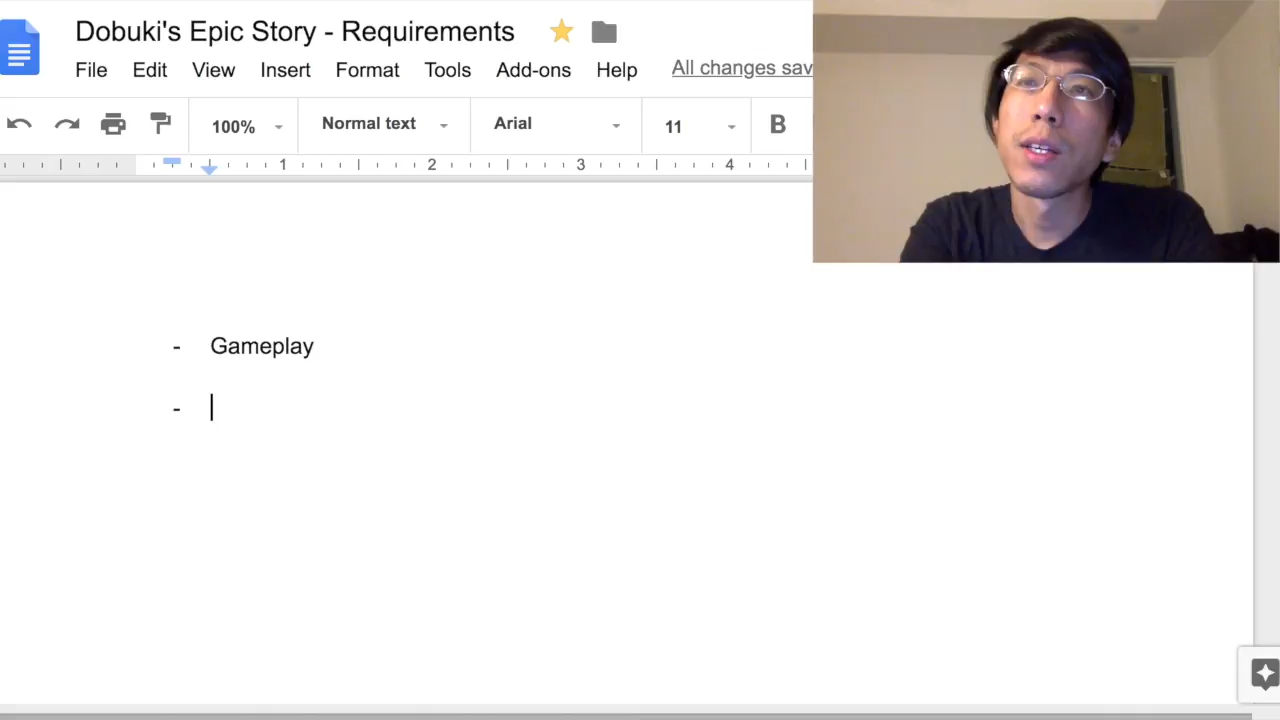 Dobuki's Epic Story - Requirements
File Edit View Insert Format Tools Add-ons Help All changes sav
100% Normal text Arial 11 B
1 2 3 4
- Gameplay
-